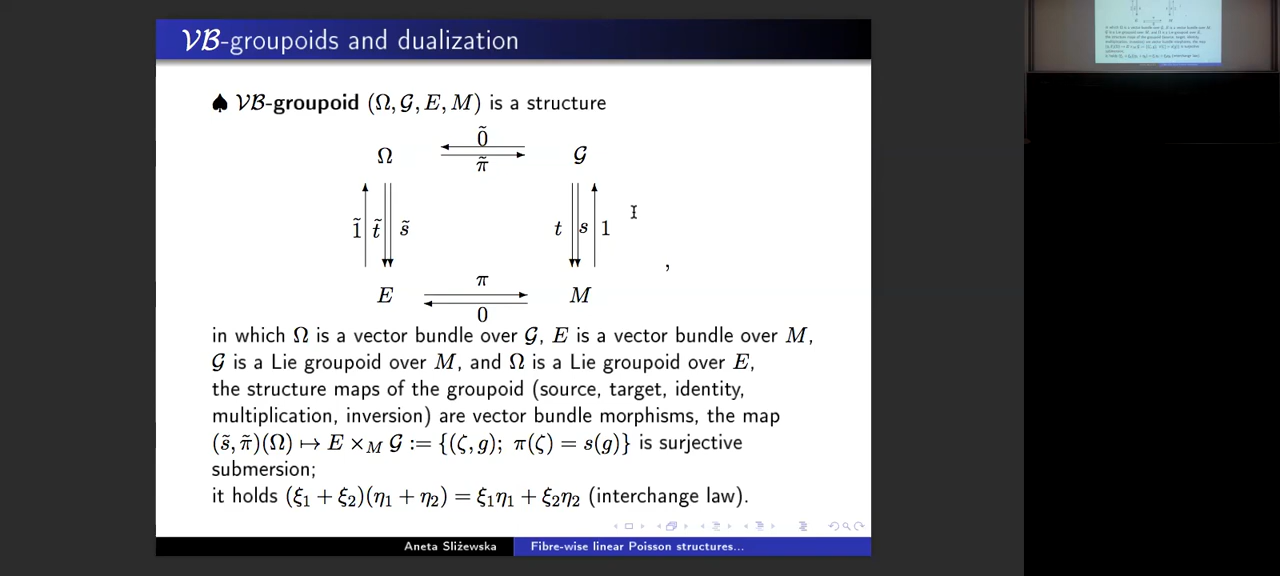 𝒱ℬ-groupoids and dualization
♠ 𝒱ℬ-groupoid (Ω, 𝒢, E, M) is a structure
0̃
Ω 𝒢
π̃
1̃ t̃ s̃ t s 1
,
π
E M
0
in which Ω is a vector bundle over 𝒢, E is a vector bundle over M,
𝒢 is a Lie groupoid over M, and Ω is a Lie groupoid over E,
the structure maps of the groupoid (source, target, identity,
multiplication, inversion) are vector bundle morphisms, the map
(s̃, π̃)(Ω) ↦ E ×_M 𝒢 := {(ζ, g); π(ζ) = s(g)} is surjective
submersion;
it holds (ξ₁ + ξ₂)(η₁ + η₂) = ξ₁η₁ + ξ₂η₂ (interchange law).
Aneta Sliżewska Fibre-wise linear Poisson structures...